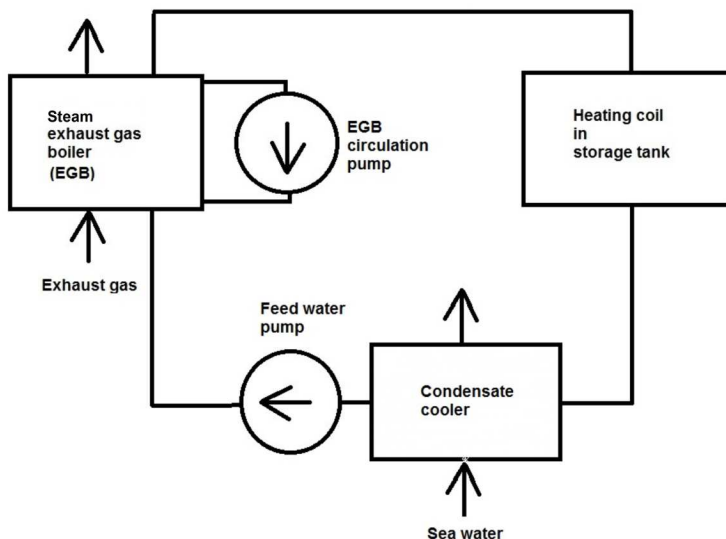 Steam
exhaust gas
boiler
(EGB)
EGB
circulation
pump
Heating coil
in
storage tank
Exhaust gas
Feed water
pump
Condensate
cooler
Sea water